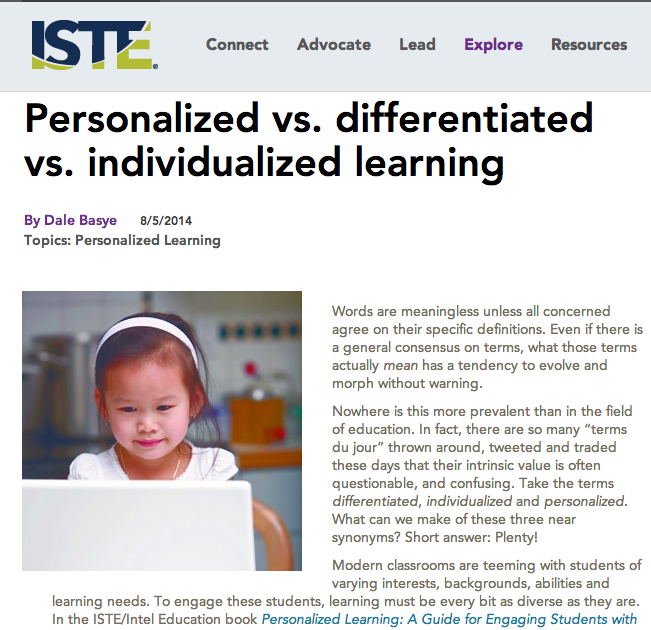 ISTE®
Connect Advocate Lead Explore Resources
Personalized vs. differentiated
vs. individualized learning
By Dale Basye 8/5/2014
Topics: Personalized Learning
Words are meaningless unless all concerned
agree on their specific definitions. Even if there is
a general consensus on terms, what those terms
actually mean has a tendency to evolve and
morph without warning.
Nowhere is this more prevalent than in the field
of education. In fact, there are so many “terms
du jour” thrown around, tweeted and traded
these days that their intrinsic value is often
questionable, and confusing. Take the terms
differentiated, individualized and personalized.
What can we make of these three near
synonyms? Short answer: Plenty!
Modern classrooms are teeming with students of
varying interests, backgrounds, abilities and
learning needs. To engage these students, learning must be every bit as diverse as they are.
In the ISTE/Intel Education book Personalized Learning: A Guide for Engaging Students with